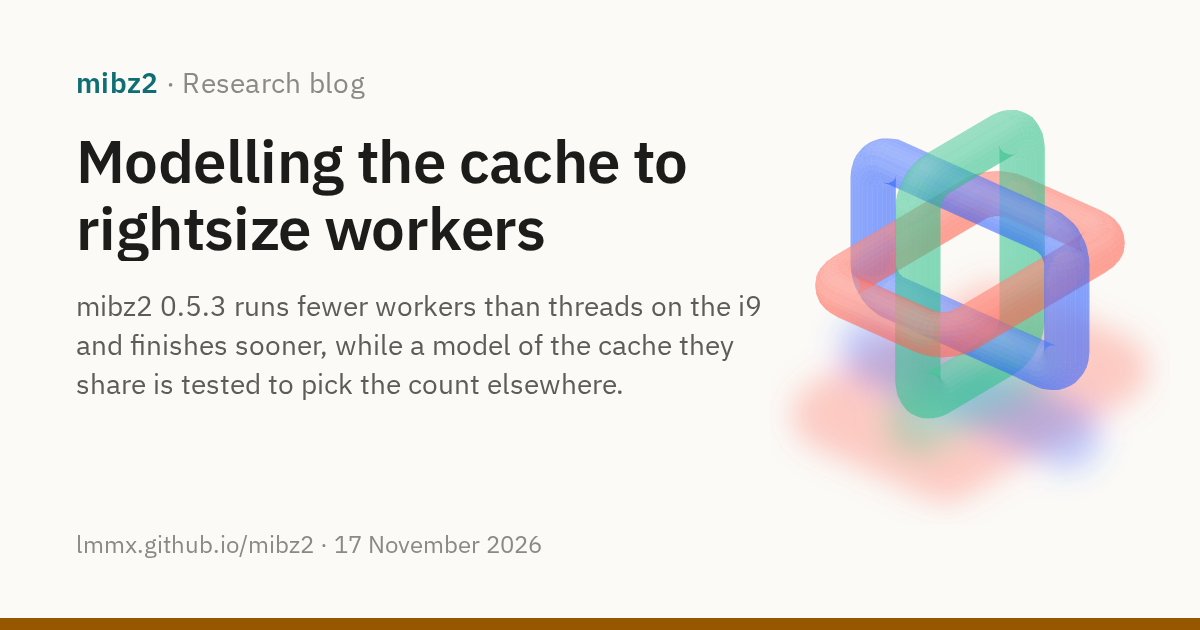 mibz2 · Research blog
Modelling the cache to
rightsize workers
mibz2 0.5.3 runs fewer workers than threads on the i9
and finishes sooner, while a model of the cache they
share is tested to pick the count elsewhere.
lmmx.github.io/mibz2 · 17 November 2026